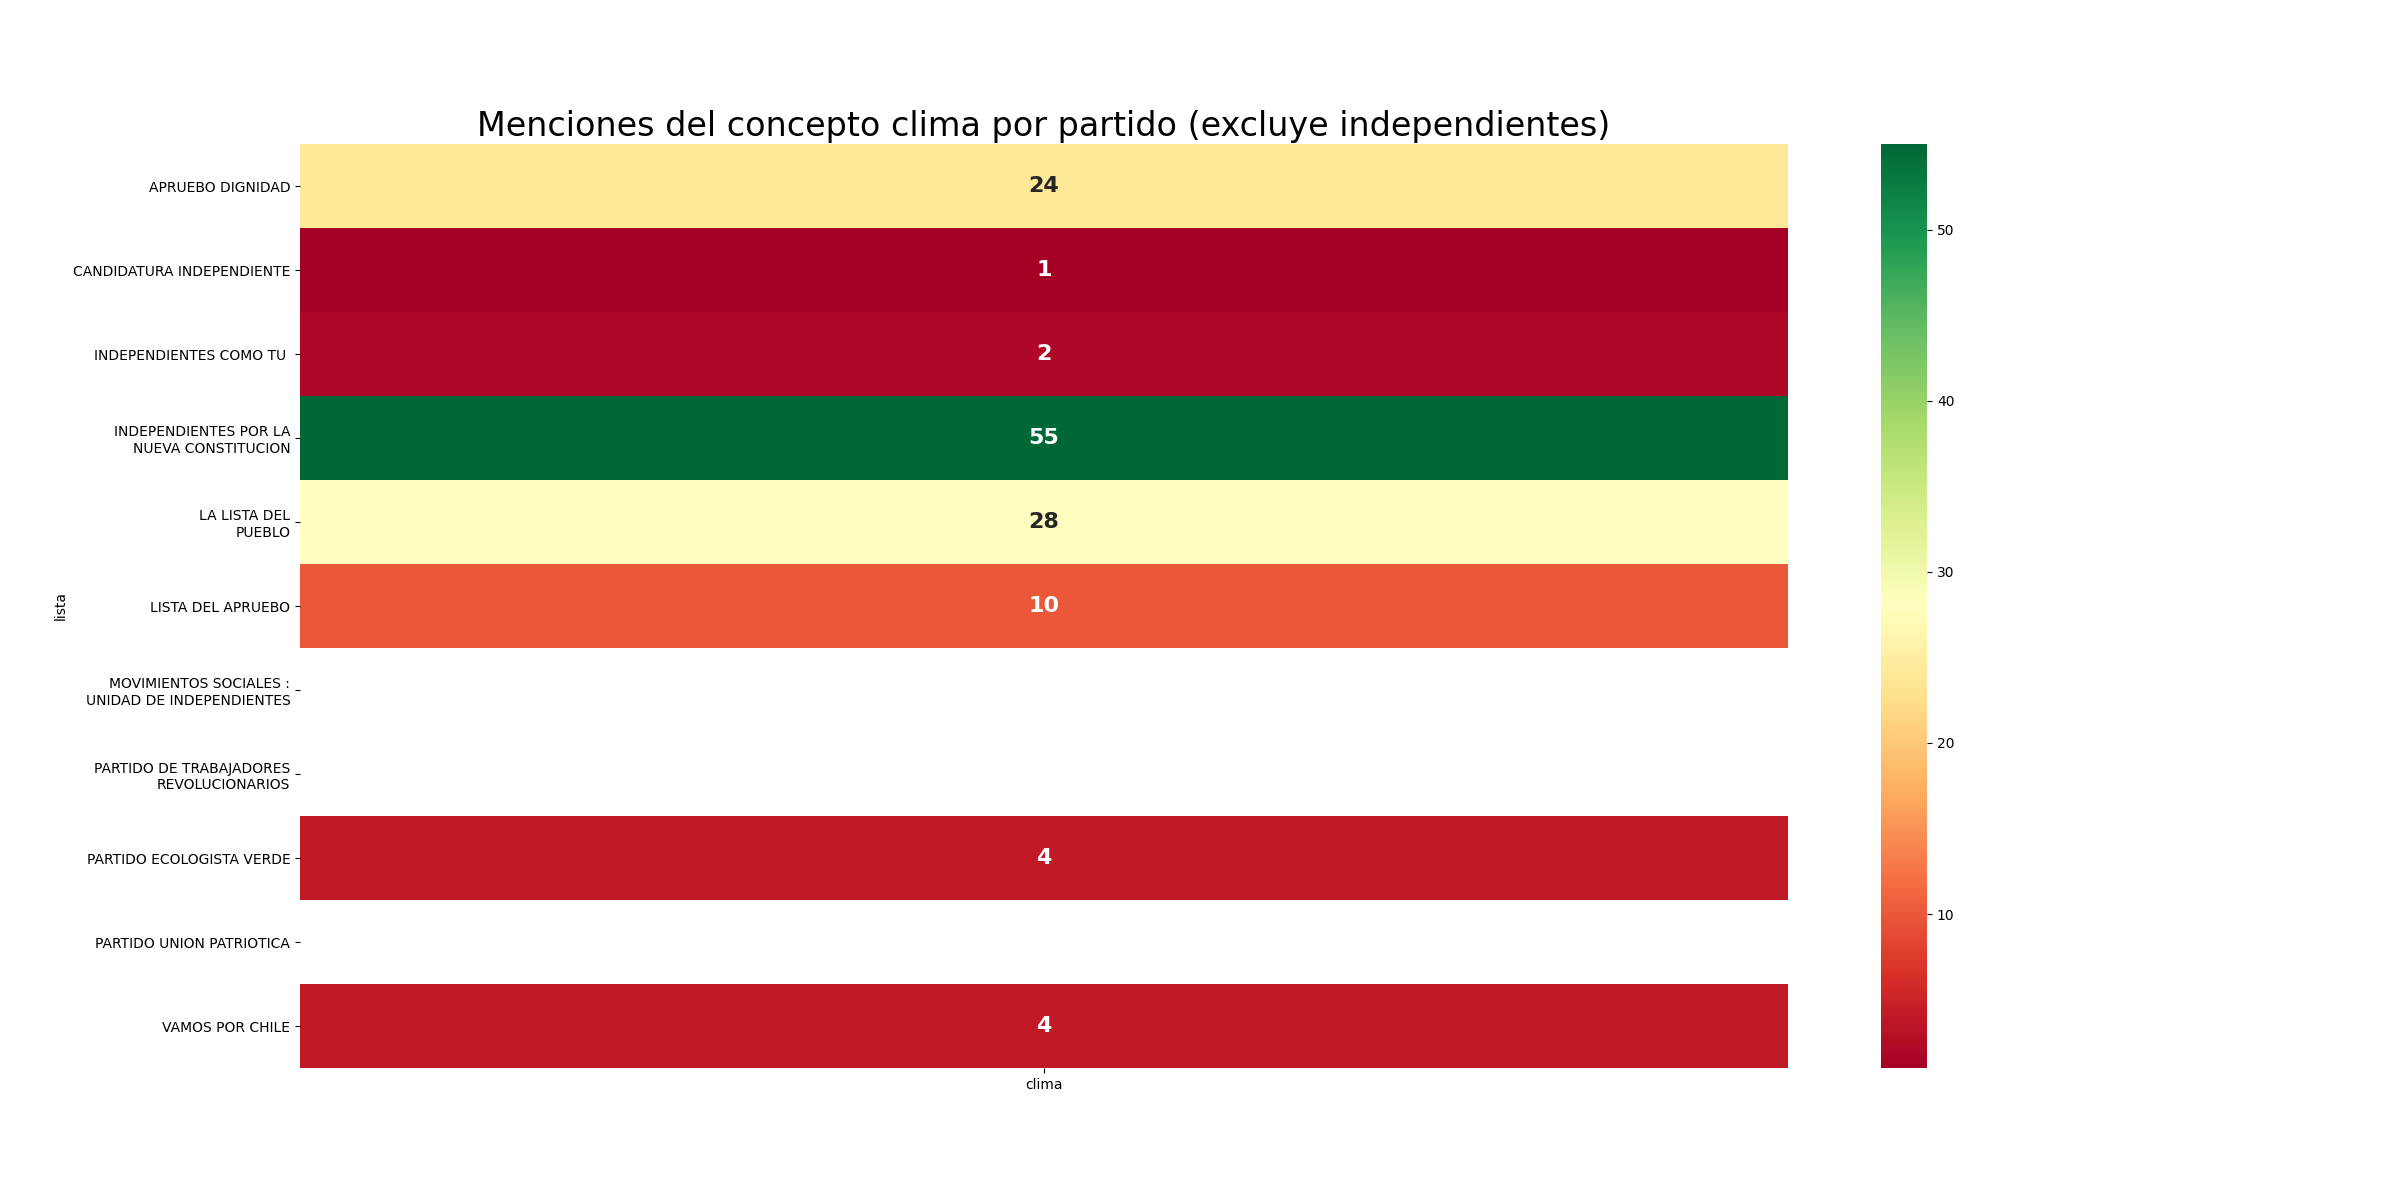 Menciones del concepto clima por partido (excluye independientes)
APRUEBO DIGNIDAD
24
CANDIDATURA INDEPENDIENTE
1
INDEPENDIENTES COMO TU
2
INDEPENDIENTES POR LA
NUEVA CONSTITUCION
55
LA LISTA DEL
PUEBLO
28
LISTA DEL APRUEBO
10
MOVIMIENTOS SOCIALES :
UNIDAD DE INDEPENDIENTES
PARTIDO DE TRABAJADORES
REVOLUCIONARIOS
PARTIDO ECOLOGISTA VERDE
4
PARTIDO UNION PATRIOTICA
VAMOS POR CHILE
4
lista
clima
50
40
30
20
10